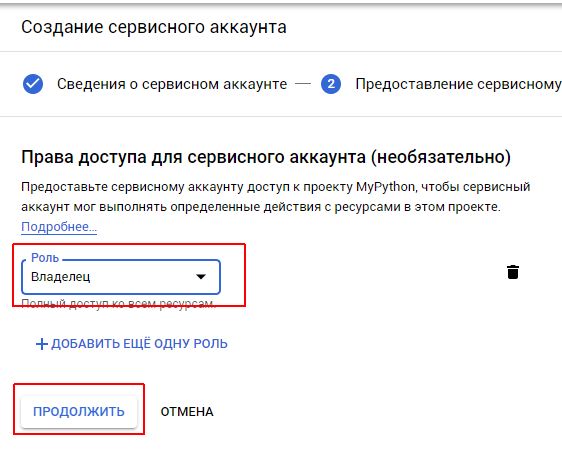 Создание сервисного аккаунта
Сведения о сервисном аккаунте — 2 Предоставление сервисному
Права доступа для сервисного аккаунта (необязательно)
Предоставьте сервисному аккаунту доступ к проекту MyPython, чтобы сервисный
аккаунт мог выполнять определенные действия с ресурсами в этом проекте.
Подробнее…
Роль
Владелец
Полный доступ ко всем ресурсам.
+ ДОБАВИТЬ ЕЩЁ ОДНУ РОЛЬ
ПРОДОЛЖИТЬ ОТМЕНА